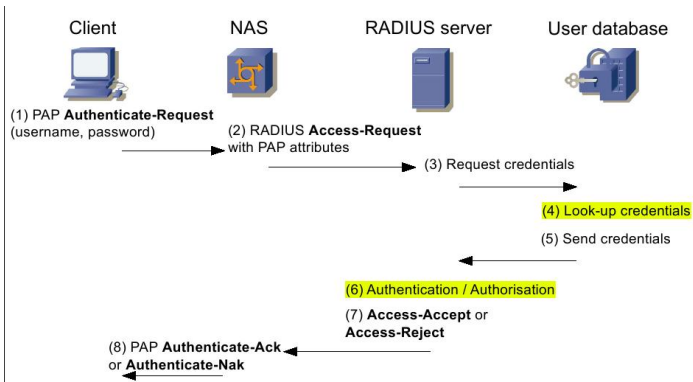 Client NAS RADIUS server User database
(1) PAP Authenticate-Request
(username, password)
(2) RADIUS Access-Request
with PAP attributes
(3) Request credentials
(4) Look-up credentials
(5) Send credentials
(6) Authentication / Authorisation
(7) Access-Accept or
Access-Reject
(8) PAP Authenticate-Ack
or Authenticate-Nak